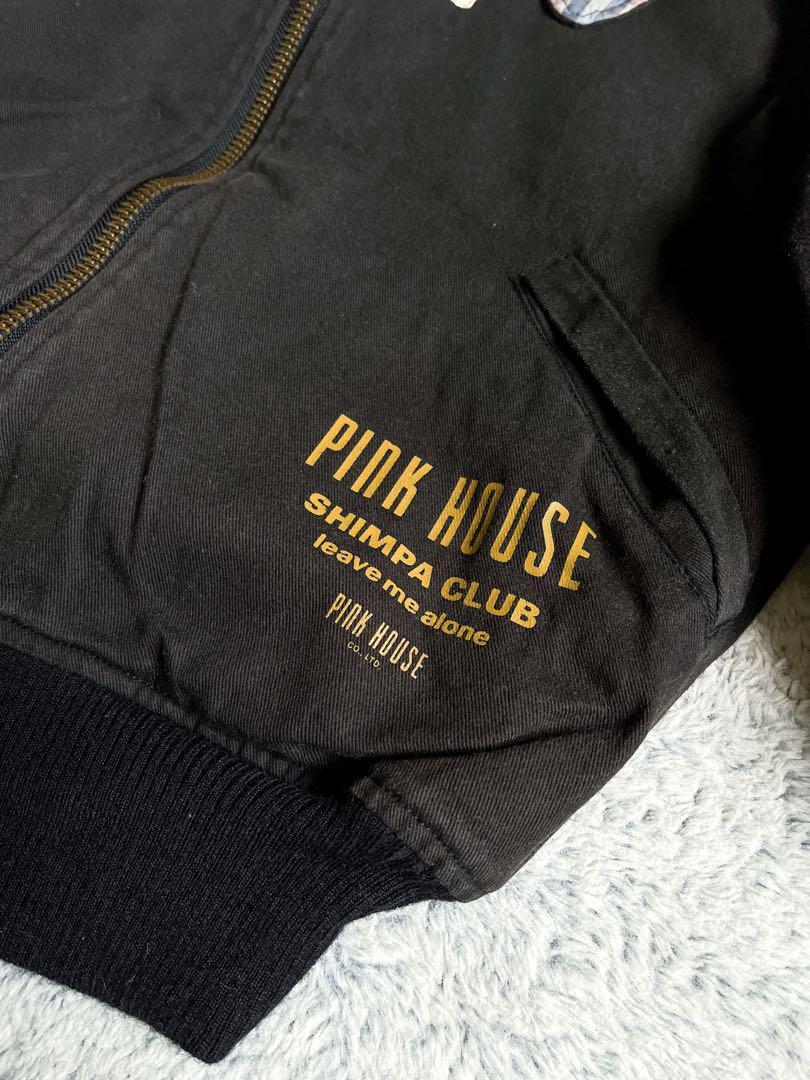 PINK HOUSE
SHIMPA CLUB
leave me alone
PINK HOUSE
CO., LTD.